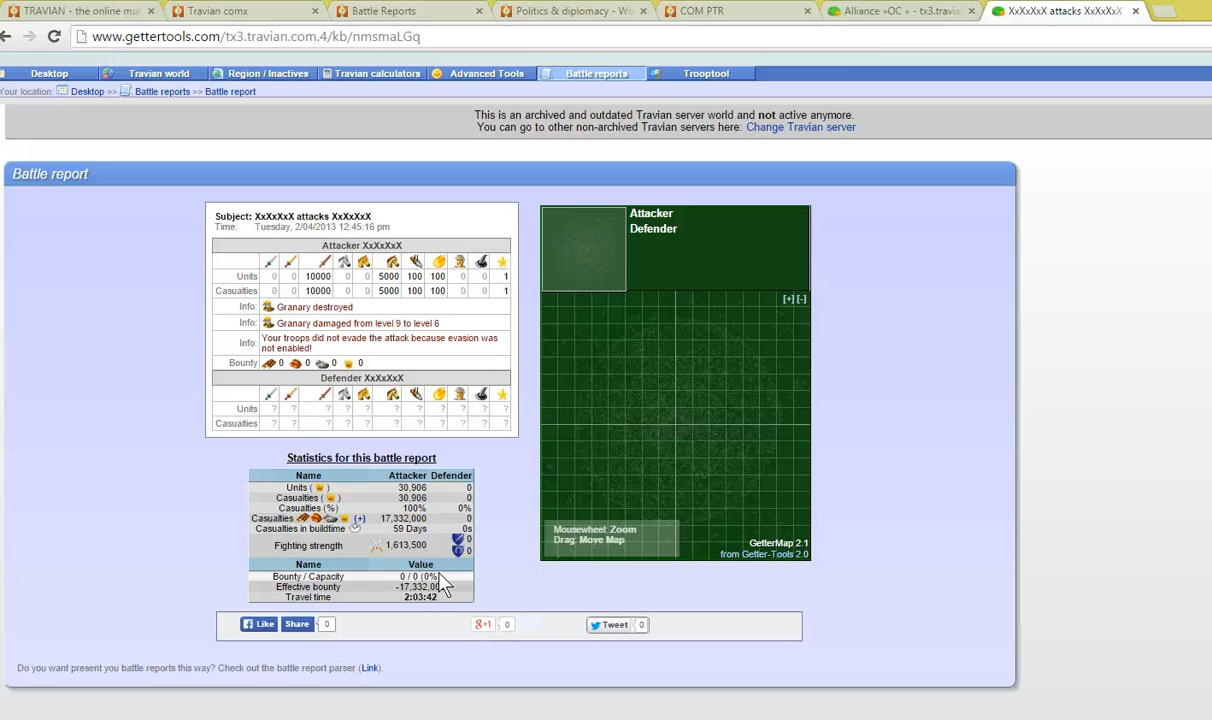 TRAVIAN - the online mul
Travian comx
Battle Reports
Politics & diplomacy - Wo
COM PTR
Alliance »OC « - tx3.travia
XxXxXxX attacks XxXxXxX
www.gettertools.com/tx3.travian.com.4/kb/nmsmaLGq
Desktop
Travian world
Region / Inactives
Travian calculators
Advanced Tools
Battle reports
Trooptool
Your location: Desktop >> Battle reports >> Battle report
This is an archived and outdated Travian server world and not active anymore.
You can go to other non-archived Travian servers here: Change Travian server
Battle report
Subject: XxXxXxX attacks XxXxXxX
Time: Tuesday, 2/04/2013 12:45:16 pm
Attacker XxXxXxX
Units 0 0 10000 0 0 5000 100 100 0 0 1
Casualties 0 0 10000 0 0 5000 100 100 0 0 1
Info: Granary destroyed
Info: Granary damaged from level 9 to level 6
Info: Your troops did not evade the attack because evasion was
not enabled!
Bounty 0 0 0 0
Defender XxXxXxX
Units ? ? ? ? ? ? ? ? ? ? ?
Casualties ? ? ? ? ? ? ? ? ? ? ?
Attacker
Defender
[+] [-]
Mousewheel: Zoom
Drag: Move Map
GetterMap 2.1
from Getter-Tools 2.0
Statistics for this battle report
Name Attacker Defender
Units ( ) 30,906 0
Casualties ( ) 30,906 0
Casualties (%) 100% 0%
Casualties (+) 17,332,000 0
Casualties in buildtime 59 Days 0s
Fighting strength 1,613,500 0
0
Name Value
Bounty / Capacity 0 / 0 (0%
Effective bounty -17,332,00
Travel time 2:03:42
Like Share 0
+1 0
Tweet 0
Do you want present you battle reports this way? Check out the battle report parser (Link).